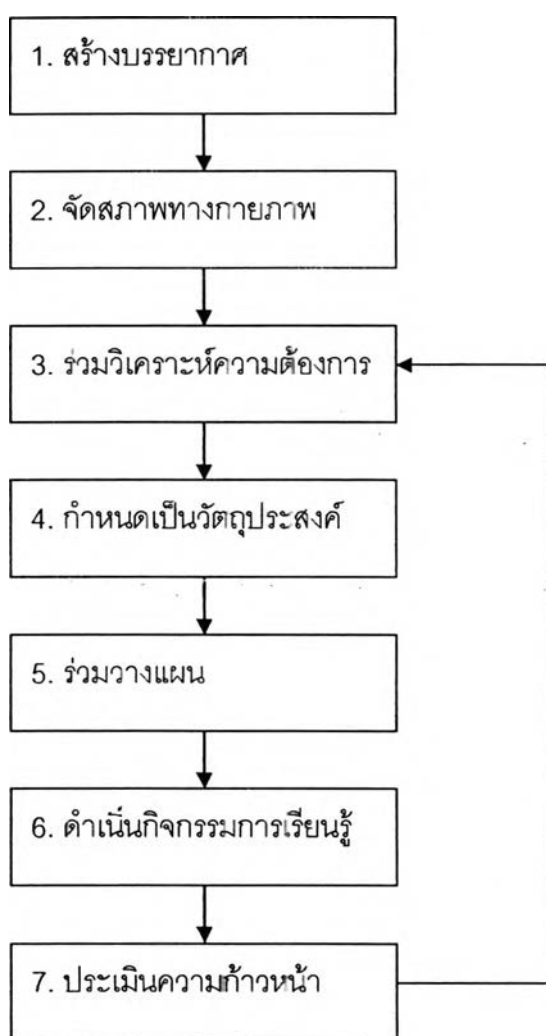 1. สร้างบรรยากาศ
2. จัดสภาพทางกายภาพ
3. ร่วมวิเคราะห์ความต้องการ
4. กำหนดเป็นวัตถุประสงค์
5. ร่วมวางแผน
6. ดำเนิ่นกิจกรรมการเรียนรู้
7. ประเมินความก้าวหน้า